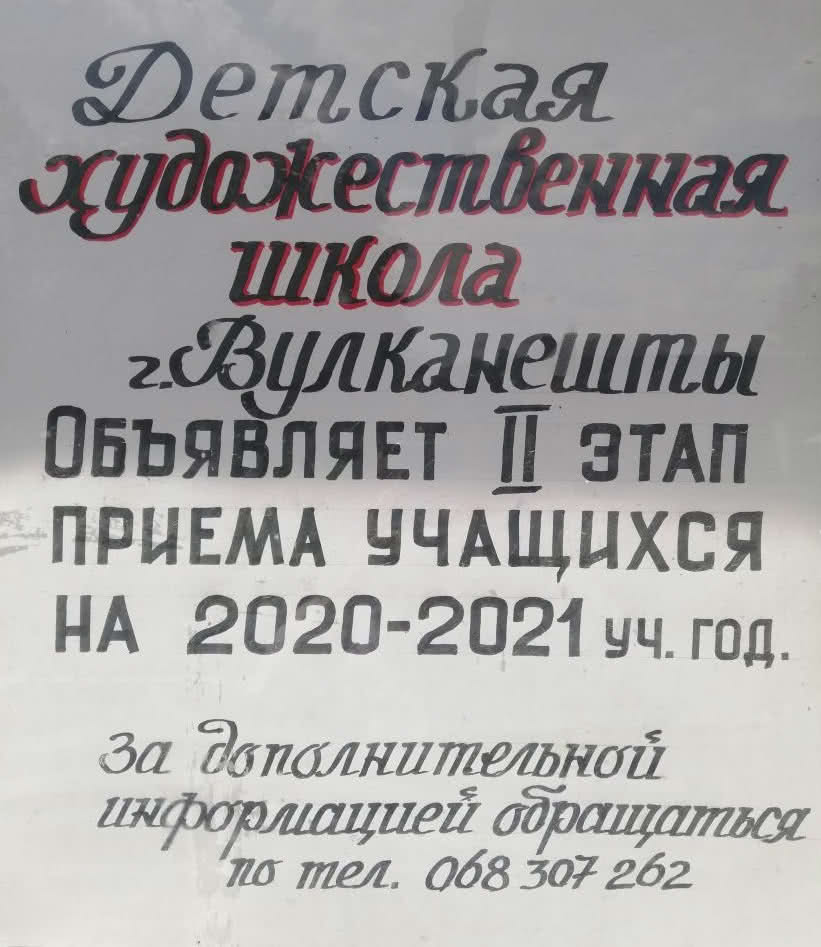 Детская
художественная
школа
г. Вулканешты
Объявляет II этап
приема учащихся
на 2020-2021 уч. год.
За дополнительной
информацией обращаться
по тел. 068 307 262